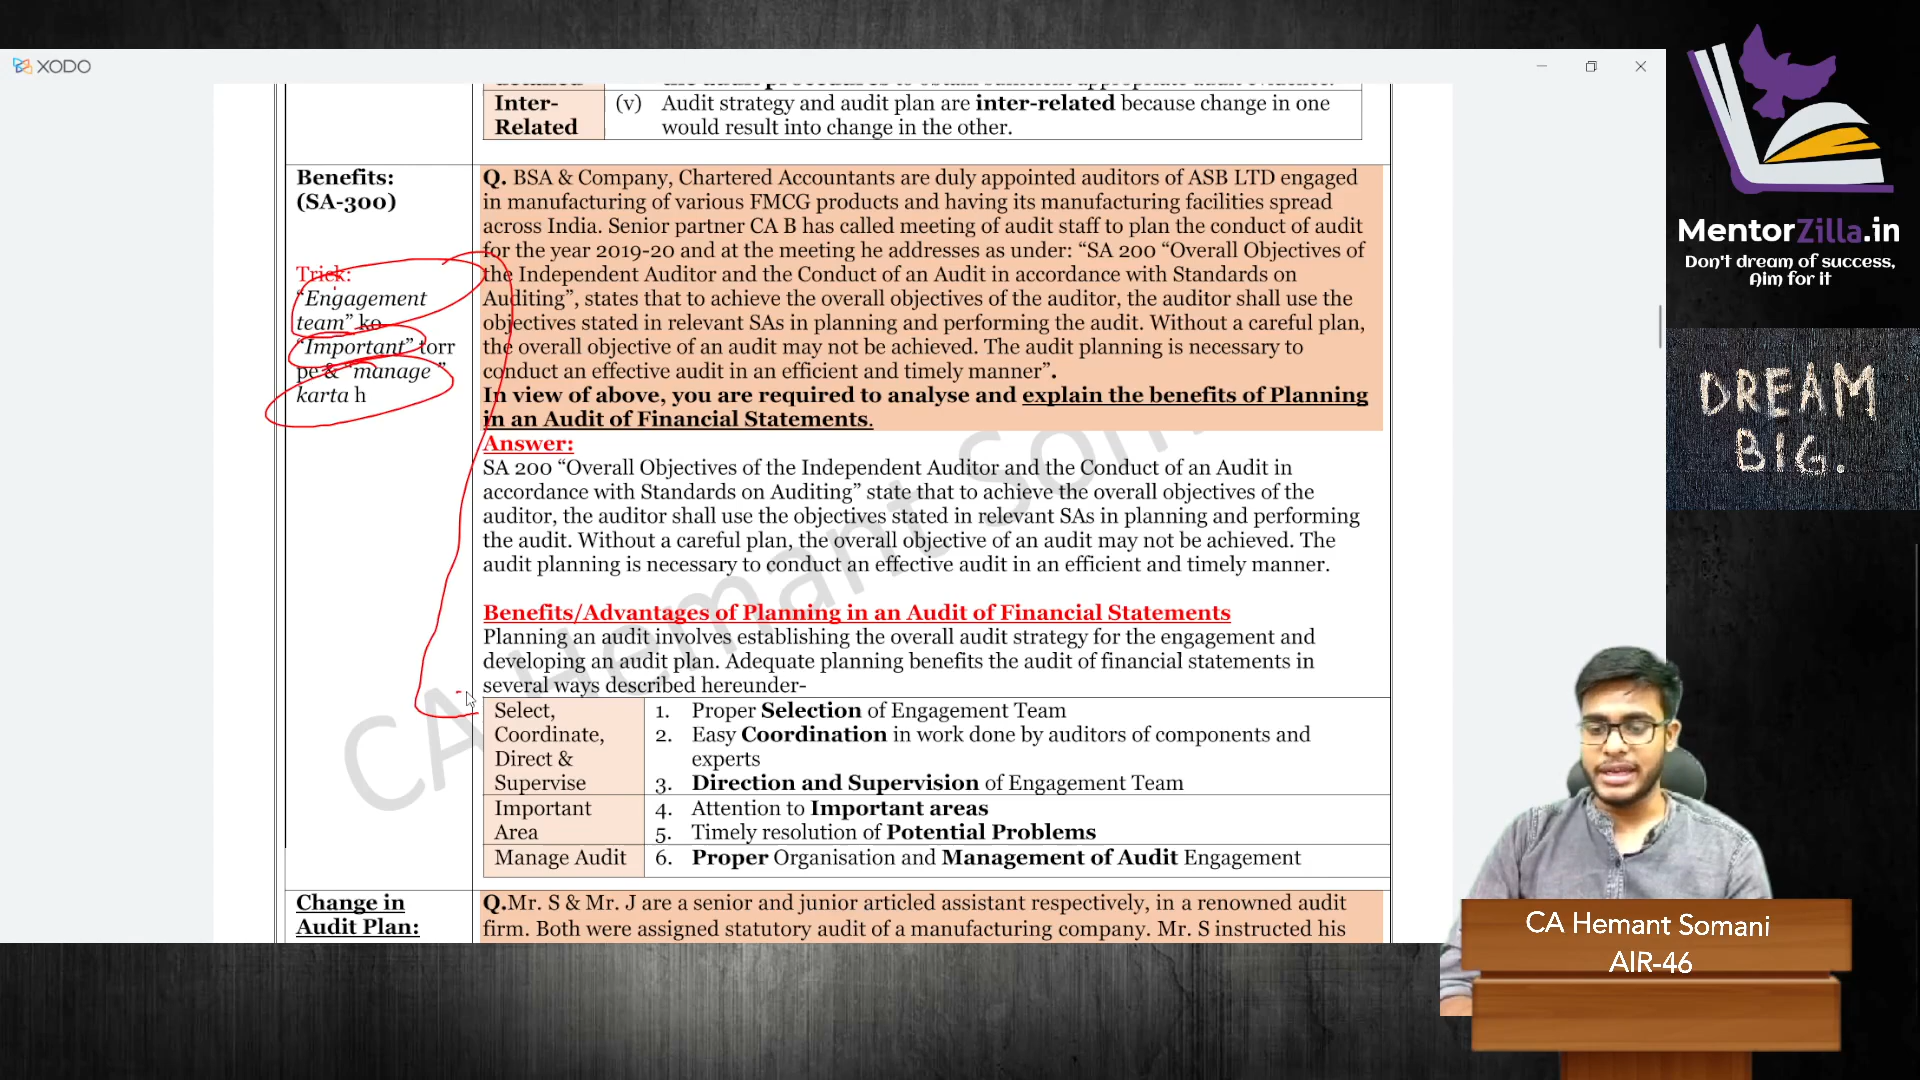 XODO
the audit procedures to obtain sufficient appropriate audit evidence.
Inter-
Related
(v) Audit strategy and audit plan are inter-related because change in one
would result into change in the other.
Benefits:
(SA-300)
Trick:
“Engagement
team” ko
“Important” torr
pe & “manage”
karta h
Q. BSA & Company, Chartered Accountants are duly appointed auditors of ASB LTD engaged
in manufacturing of various FMCG products and having its manufacturing facilities spread
across India. Senior partner CA B has called meeting of audit staff to plan the conduct of audit
for the year 2019-20 and at the meeting he addresses as under: “SA 200 “Overall Objectives of
the Independent Auditor and the Conduct of an Audit in accordance with Standards on
Auditing”, states that to achieve the overall objectives of the auditor, the auditor shall use the
objectives stated in relevant SAs in planning and performing the audit. Without a careful plan,
the overall objective of an audit may not be achieved. The audit planning is necessary to
conduct an effective audit in an efficient and timely manner”.
In view of above, you are required to analyse and explain the benefits of Planning
in an Audit of Financial Statements.
Answer:
SA 200 “Overall Objectives of the Independent Auditor and the Conduct of an Audit in
accordance with Standards on Auditing” state that to achieve the overall objectives of the
auditor, the auditor shall use the objectives stated in relevant SAs in planning and performing
the audit. Without a careful plan, the overall objective of an audit may not be achieved. The
audit planning is necessary to conduct an effective audit in an efficient and timely manner.
Benefits/Advantages of Planning in an Audit of Financial Statements
Planning an audit involves establishing the overall audit strategy for the engagement and
developing an audit plan. Adequate planning benefits the audit of financial statements in
several ways described hereunder-
Select,
Coordinate,
Direct &
Supervise
1. Proper Selection of Engagement Team
2. Easy Coordination in work done by auditors of components and
experts
3. Direction and Supervision of Engagement Team
Important
Area
4. Attention to Important areas
5. Timely resolution of Potential Problems
Manage Audit
6. Proper Organisation and Management of Audit Engagement
Change in
Audit Plan:
Q.Mr. S & Mr. J are a senior and junior articled assistant respectively, in a renowned audit
firm. Both were assigned statutory audit of a manufacturing company. Mr. S instructed his
CA Hemant Som
MentorZilla.in
Don't dream of success,
Aim for it
DREAM
BIG.
CA Hemant Somani
AIR-46